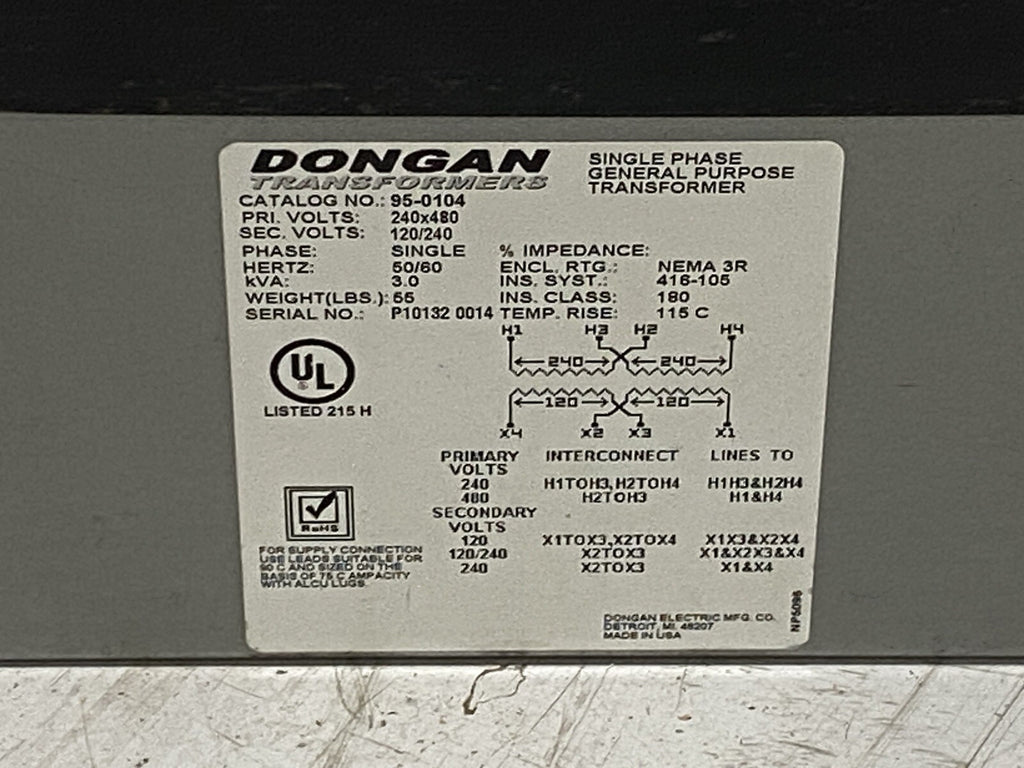 DONGAN
TRANSFORMERS
SINGLE PHASE
GENERAL PURPOSE
TRANSFORMER
CATALOG NO.: 95-0104
PRI. VOLTS: 240x480
SEC. VOLTS: 120/240
PHASE: SINGLE % IMPEDANCE:
HERTZ: 50/60 ENCL. RTG.: NEMA 3R
kVA: 3.0 INS. SYST.: 416-105
WEIGHT(LBS.): 55 INS. CLASS: 180
SERIAL NO.: P10132 0014 TEMP. RISE: 115 C
H1 H3 H2 H4
240 240
120 120
X4 X2 X3 X1
UL
®
LISTED 215 H
PRIMARY INTERCONNECT LINES TO
VOLTS
240 H1TOH3,H2TOH4 H1H3&H2H4
480 H2TOH3 H1&H4
SECONDARY
VOLTS
120 X1TOX3,X2TOX4 X1X3&X2X4
120/240 X2TOX3 X1&X2X3&X4
240 X2TOX3 X1&X4
RoHS
FOR SUPPLY CONNECTION
USE LEADS SUITABLE FOR
90 C AND SIZED ON THE
BASIS OF 75 C AMPACITY
WITH ALCU LUGS.
DONGAN ELECTRIC MFG. CO.
DETROIT, MI. 48207
MADE IN USA
NP5096